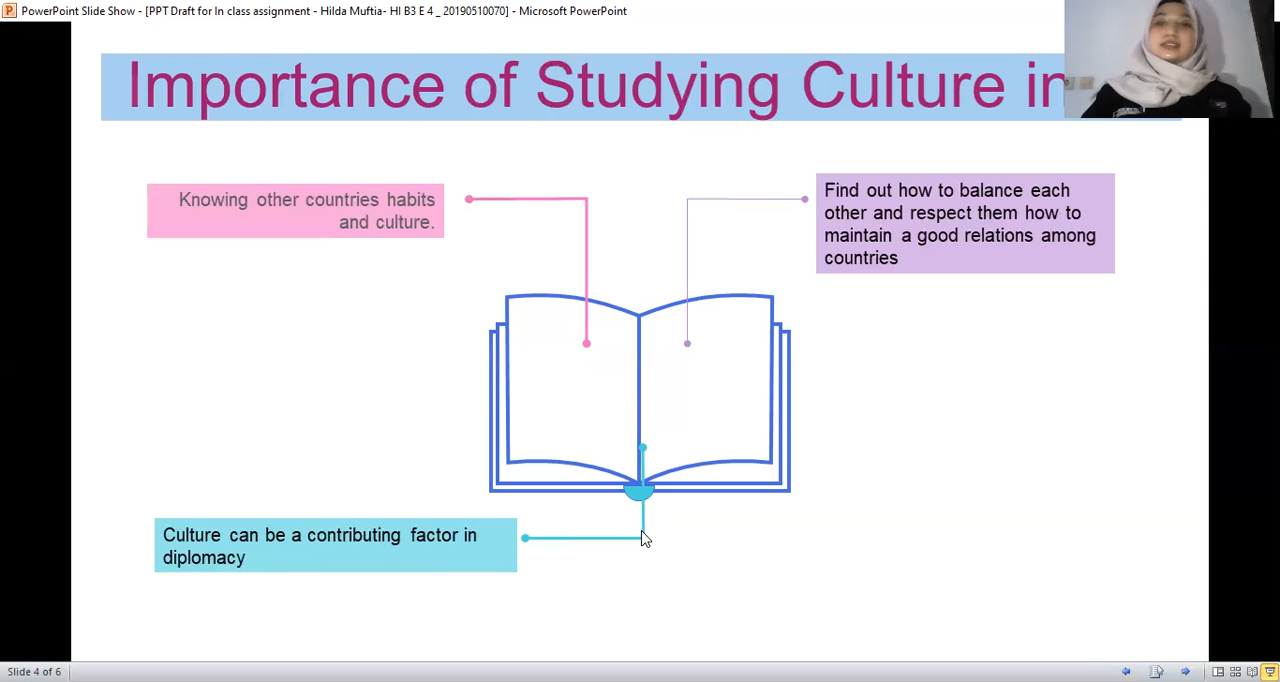 PowerPoint Slide Show - [PPT Draft for In class assignment - Hilda Muftia- HI B3 E 4 _ 20190510070] - Microsoft PowerPoint
Importance of Studying Culture in
Knowing other countries habits
and culture.
Find out how to balance each
other and respect them how to
maintain a good relations among
countries
Culture can be a contributing factor in
diplomacy
Slide 4 of 6